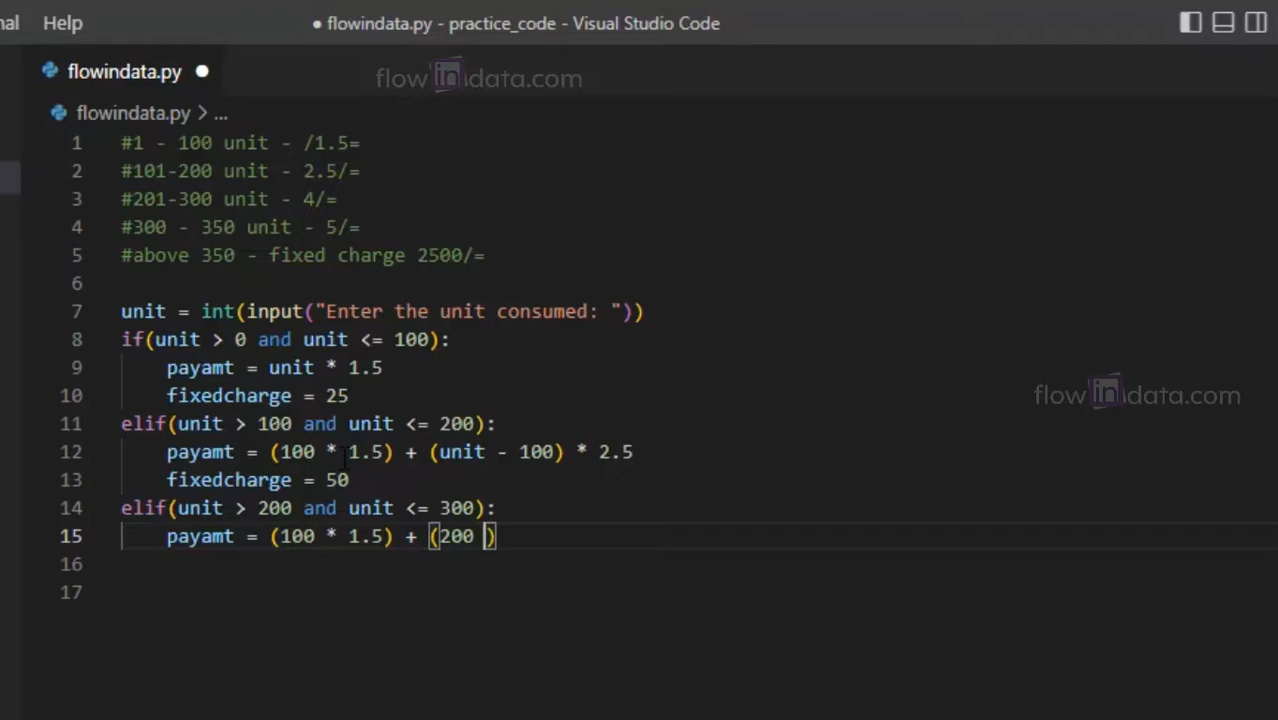 nal Help ● flowindata.py - practice_code - Visual Studio Code
flowindata.py ●
flowindata.com
flowindata.py > ...
1 #1 - 100 unit - /1.5=
2 #101-200 unit - 2.5/=
3 #201-300 unit - 4/=
4 #300 - 350 unit - 5/=
5 #above 350 - fixed charge 2500/=
6
7 unit = int(input("Enter the unit consumed: "))
8 if(unit > 0 and unit <= 100):
9     payamt = unit * 1.5
10     fixedcharge = 25
flowindata.com
11 elif(unit > 100 and unit <= 200):
12     payamt = (100 * 1.5) + (unit - 100) * 2.5
13     fixedcharge = 50
14 elif(unit > 200 and unit <= 300):
15     payamt = (100 * 1.5) + (200 )
16
17